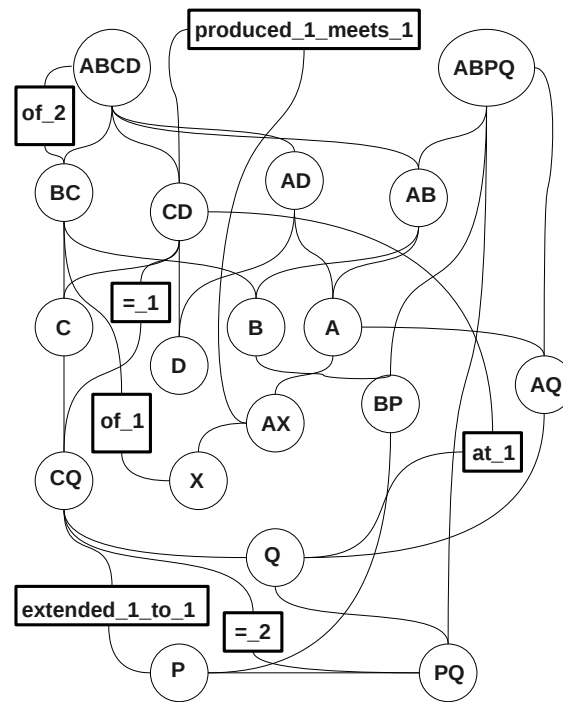 produced_1_meets_1
ABCD
ABPQ
of_2
BC
CD
AD
AB
=_1
C
B
A
D
AQ
BP
of_1
AX
at_1
CQ
X
Q
extended_1_to_1
=_2
P
PQ